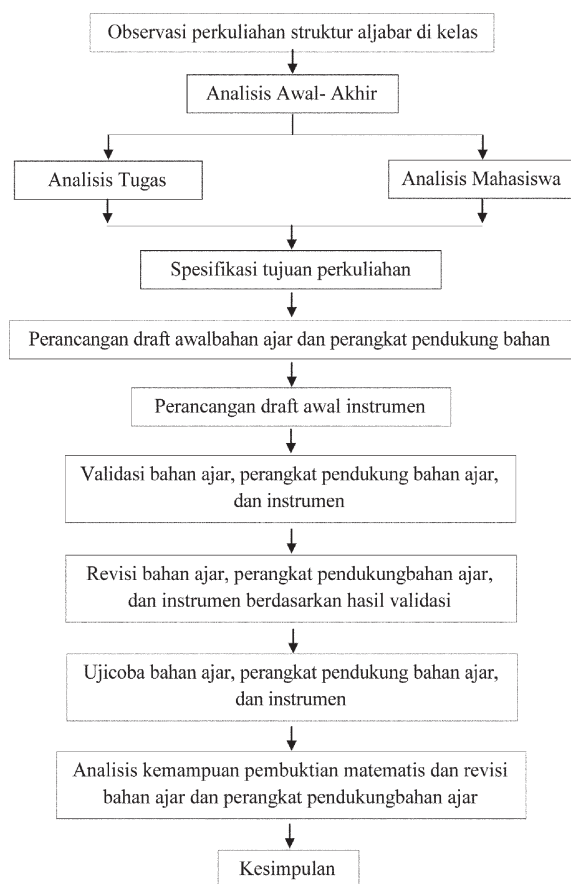 Observasi perkuliahan struktur aljabar di kelas
Analisis Awal- Akhir
Analisis Tugas
Analisis Mahasiswa
Spesifikasi tujuan perkuliahan
Perancangan draft awalbahan ajar dan perangkat pendukung bahan
Perancangan draft awal instrumen
Validasi bahan ajar, perangkat pendukung bahan ajar,
dan instrumen
Revisi bahan ajar, perangkat pendukungbahan ajar,
dan instrumen berdasarkan hasil validasi
Ujicoba bahan ajar, perangkat pendukung bahan ajar,
dan instrumen
Analisis kemampuan pembuktian matematis dan revisi
bahan ajar dan perangkat pendukungbahan ajar
Kesimpulan